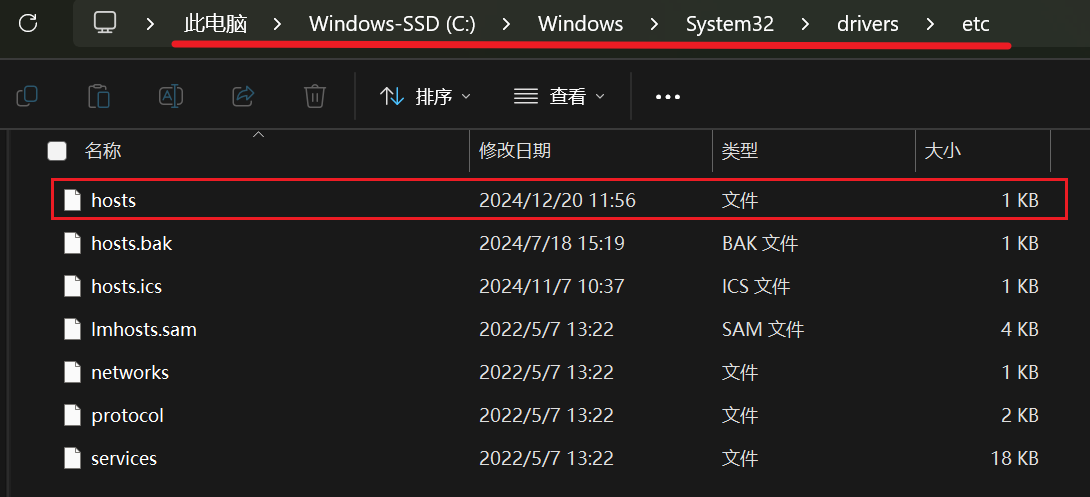 此电脑 > Windows-SSD (C:) > Windows > System32 > drivers > etc
排序 查看
名称 修改日期 类型 大小
hosts 2024/12/20 11:56 文件 1 KB
hosts.bak 2024/7/18 15:19 BAK 文件 1 KB
hosts.ics 2024/11/7 10:37 ICS 文件 1 KB
lmhosts.sam 2022/5/7 13:22 SAM 文件 4 KB
networks 2022/5/7 13:22 文件 1 KB
protocol 2022/5/7 13:22 文件 2 KB
services 2022/5/7 13:22 文件 18 KB